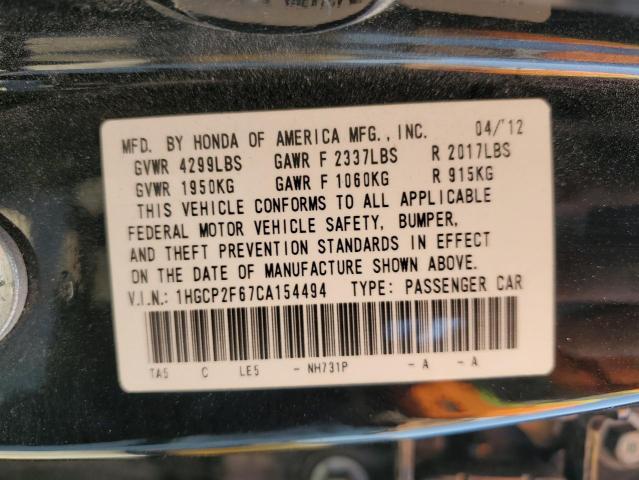 MFD. BY HONDA OF AMERICA MFG., INC. 04/'12
GVWR 4299LBS GAWR F 2337LBS R 2017LBS
GVWR 1950KG GAWR F 1060KG R 915KG
THIS VEHICLE CONFORMS TO ALL APPLICABLE
FEDERAL MOTOR VEHICLE SAFETY, BUMPER,
AND THEFT PREVENTION STANDARDS IN EFFECT
ON THE DATE OF MANUFACTURE SHOWN ABOVE.
V.I.N.: 1HGCP2F67CA154494 TYPE: PASSENGER CAR
TA5 C LE5 - NH731P - A - A